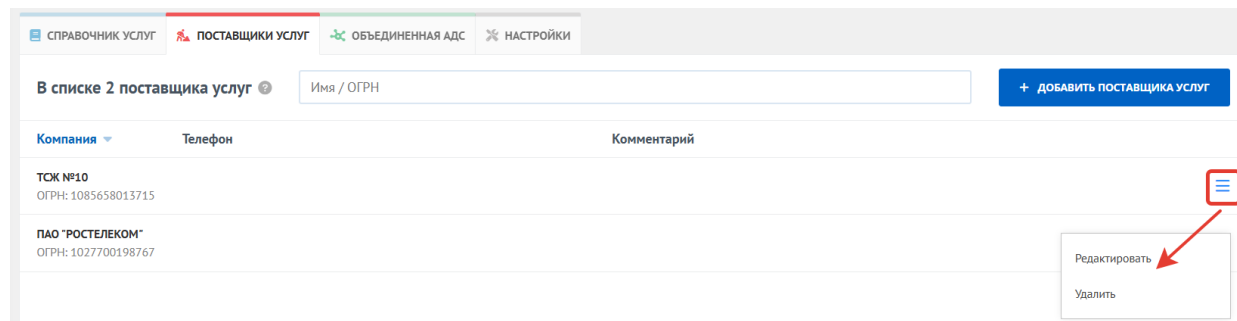 СПРАВОЧНИК УСЛУГ ПОСТАВЩИКИ УСЛУГ ОБЪЕДИНЕННАЯ АДС НАСТРОЙКИ
В списке 2 поставщика услуг ? Имя / ОГРН + ДОБАВИТЬ ПОСТАВЩИКА УСЛУГ
Компания Телефон Комментарий
ТСЖ №10
ОГРН: 1085658013715
ПАО "РОСТЕЛЕКОМ"
ОГРН: 1027700198767
Редактировать
Удалить